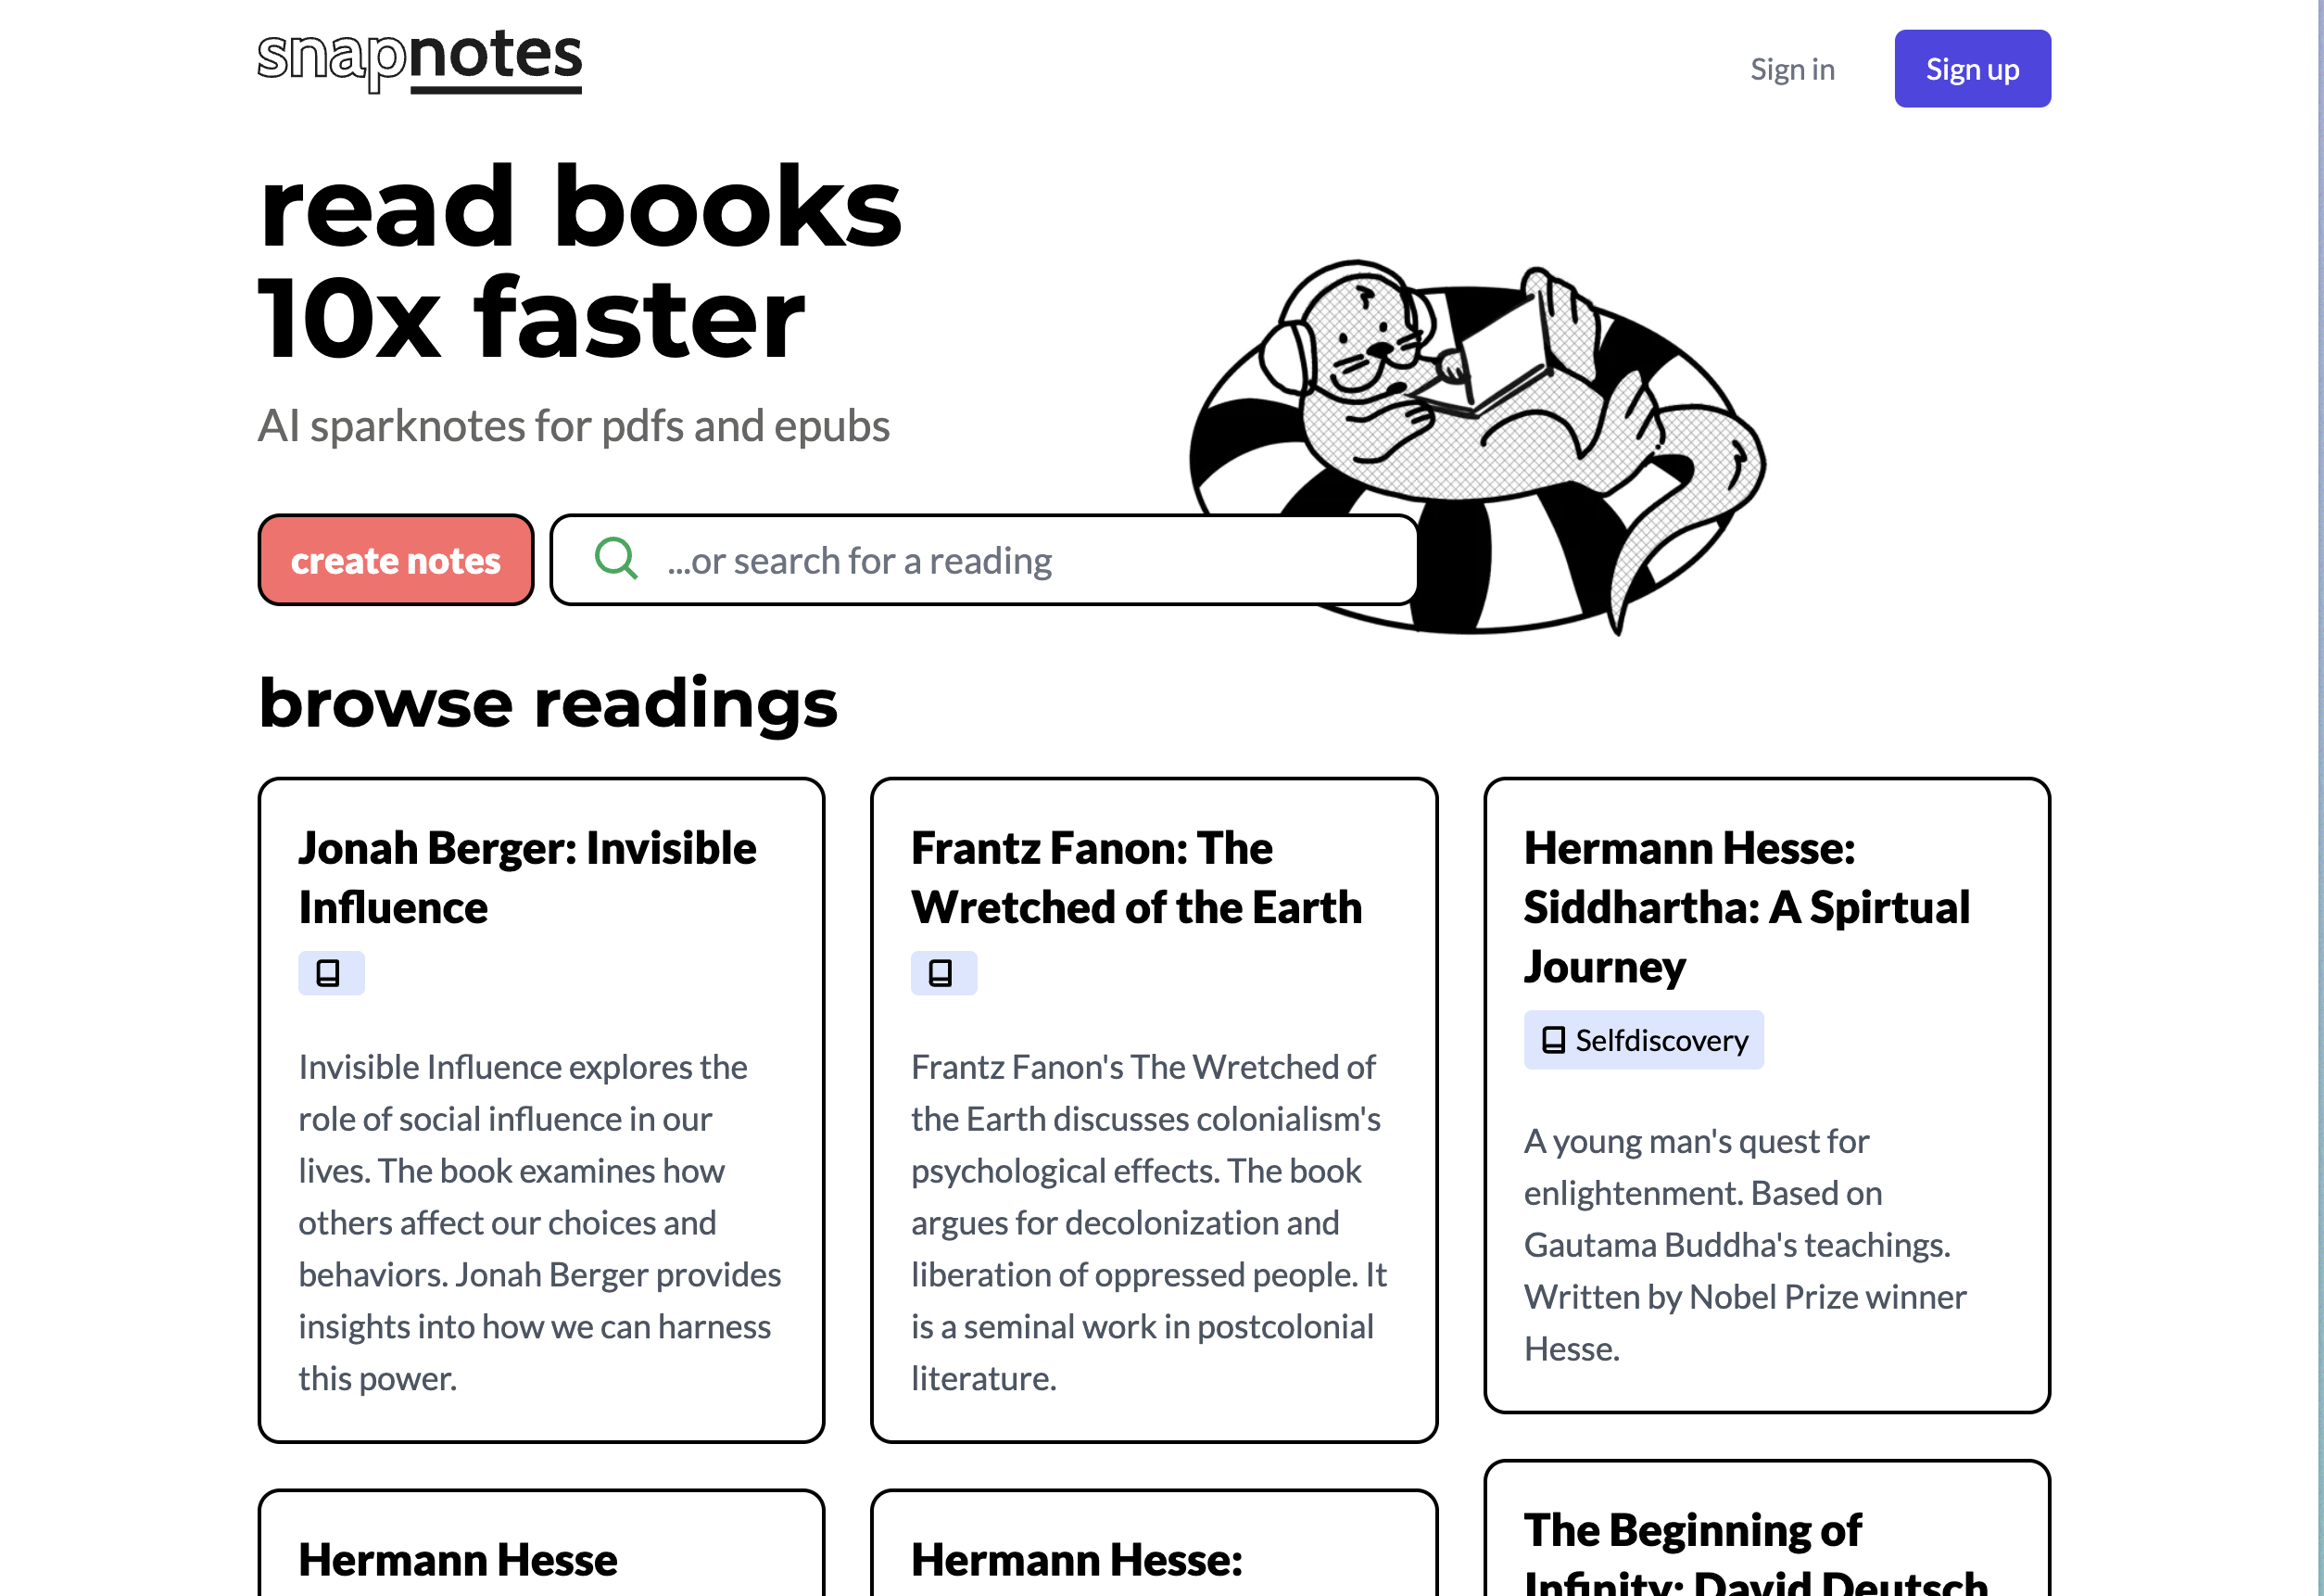 snapnotes
Sign in
Sign up
read books
10x faster
AI sparknotes for pdfs and epubs
create notes
...or search for a reading
browse readings
Jonah Berger: Invisible
Influence
Invisible Influence explores the
role of social influence in our
lives. The book examines how
others affect our choices and
behaviors. Jonah Berger provides
insights into how we can harness
this power.
Frantz Fanon: The
Wretched of the Earth
Frantz Fanon's The Wretched of
the Earth discusses colonialism's
psychological effects. The book
argues for decolonization and
liberation of oppressed people. It
is a seminal work in postcolonial
literature.
Hermann Hesse:
Siddhartha: A Spirtual
Journey
Selfdiscovery
A young man's quest for
enlightenment. Based on
Gautama Buddha's teachings.
Written by Nobel Prize winner
Hesse.
Hermann Hesse
Hermann Hesse:
The Beginning of
Infinity: David Deutsch